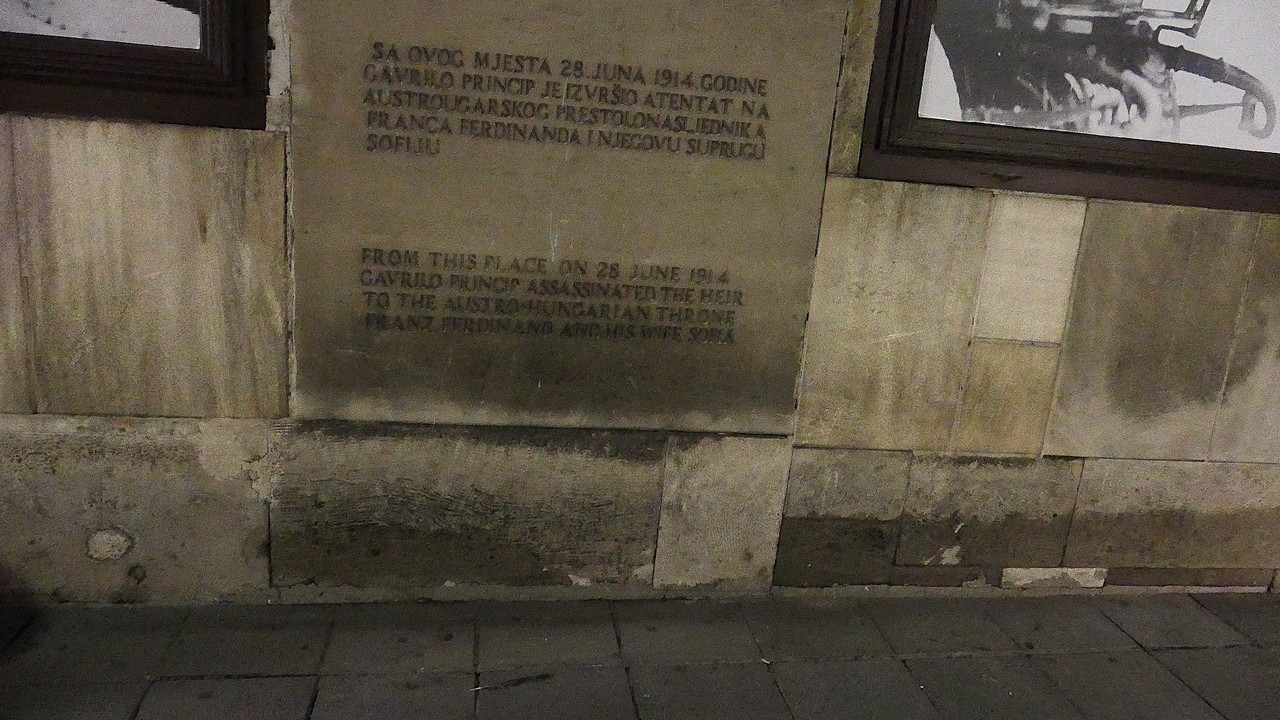 SA OVOG MJESTA 28. JUNA 1914. GODINE
GAVRILO PRINCIP JE IZVRŠIO ATENTAT NA
AUSTROUGARSKOG PRESTOLONASLJEDNIKA
FRANCA FERDINANDA I NJEGOVU SUPRUGU
SOFIJU
FROM THIS PLACE ON 28 JUNE 1914
GAVRILO PRINCIP ASSASSINATED THE HEIR
TO THE AUSTRO-HUNGARIAN THRONE
FRANZ FERDINAND AND HIS WIFE SOFIA